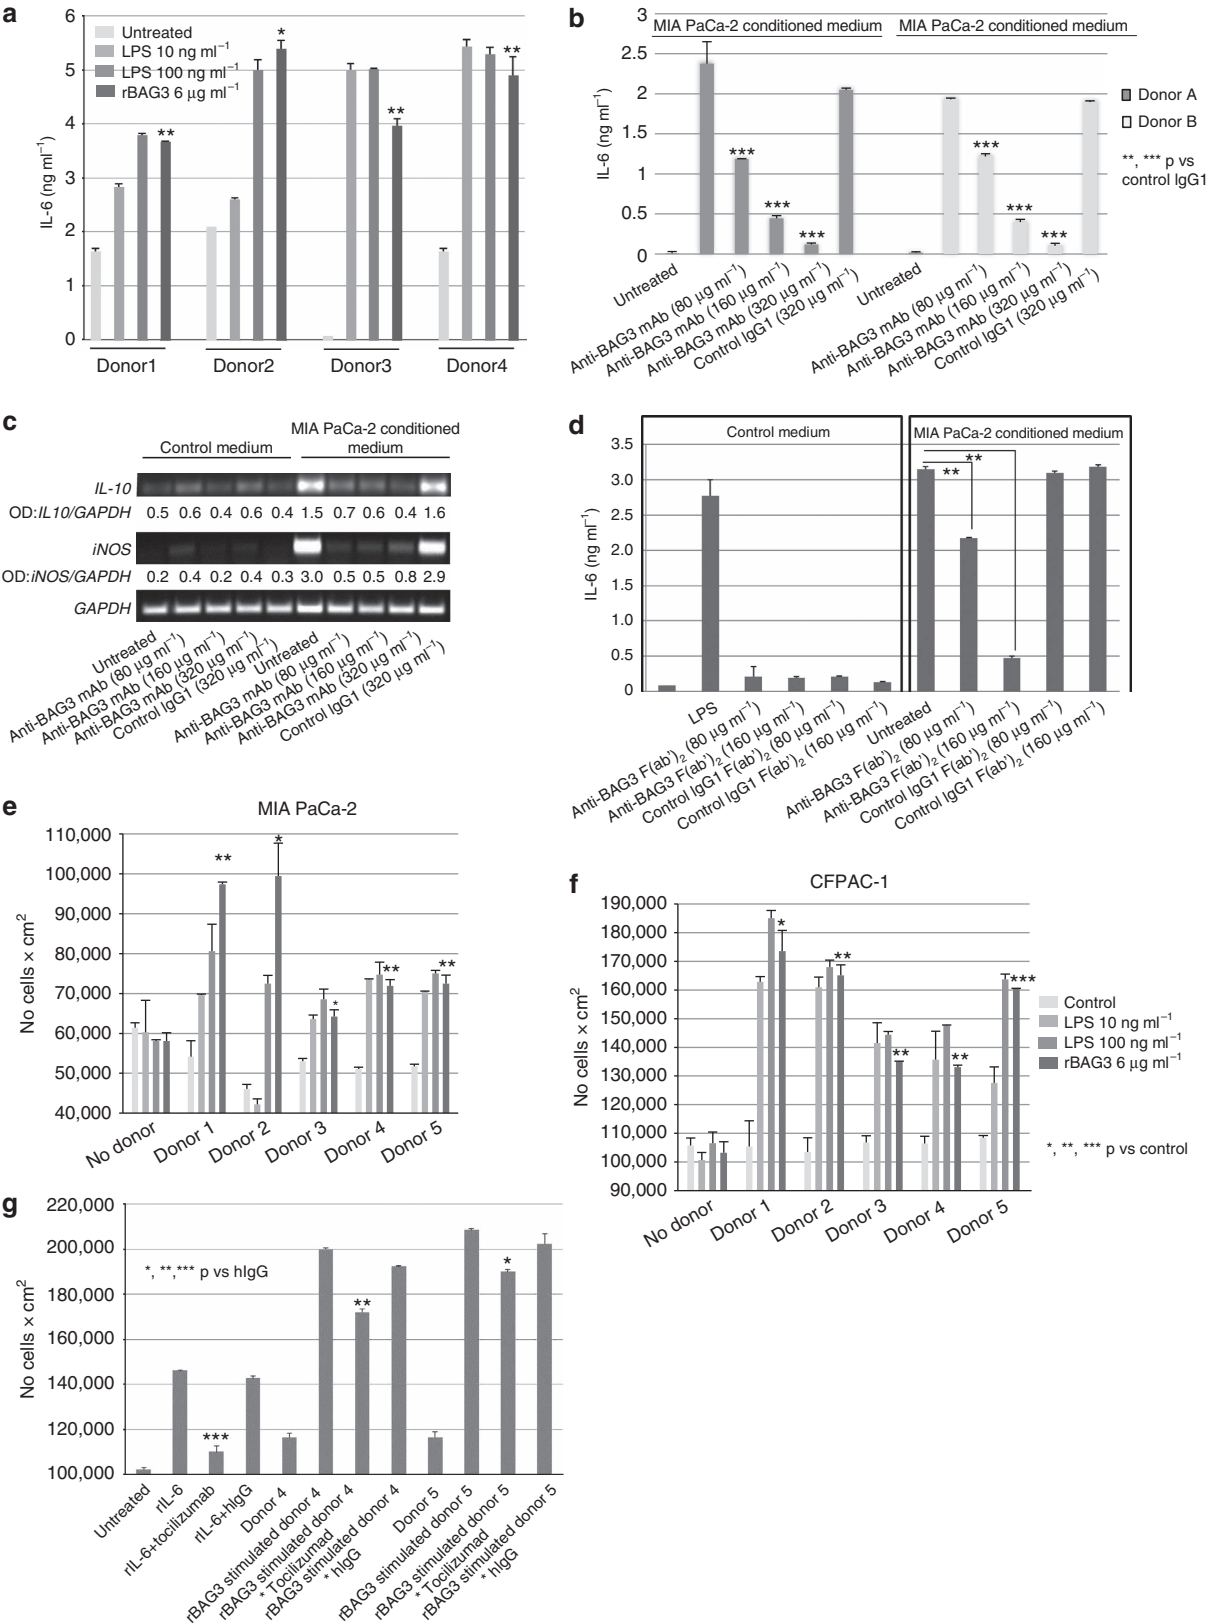 a
6
5
4
3
2
1
0
IL-6 (ng ml⁻¹)
Untreated
LPS 10 ng ml⁻¹
LPS 100 ng ml⁻¹
rBAG3 6 µg ml⁻¹
**
*
**
**
Donor1
Donor2
Donor3
Donor4
b
MIA PaCa-2 conditioned medium
MIA PaCa-2 conditioned medium
3
2.5
2
1.5
1
0.5
0
IL-6 (ng ml⁻¹)
***
***
***
***
***
***
Donor A
Donor B
**, *** p vs
control IgG1
Untreated
Anti-BAG3 mAb (80 µg ml⁻¹)
Anti-BAG3 mAb (160 µg ml⁻¹)
Anti-BAG3 mAb (320 µg ml⁻¹)
Control IgG1 (320 µg ml⁻¹)
Untreated
Anti-BAG3 mAb (80 µg ml⁻¹)
Anti-BAG3 mAb (160 µg ml⁻¹)
Anti-BAG3 mAb (320 µg ml⁻¹)
Control IgG1 (320 µg ml⁻¹)
c
Control medium
MIA PaCa-2 conditioned
medium
IL-10
OD:IL10/GAPDH 0.5 0.6 0.4 0.6 0.4 1.5 0.7 0.6 0.4 1.6
iNOS
OD:iNOS/GAPDH 0.2 0.4 0.2 0.4 0.3 3.0 0.5 0.5 0.8 2.9
GAPDH
Untreated
Anti-BAG3 mAb (80 µg ml⁻¹)
Anti-BAG3 mAb (160 µg ml⁻¹)
Anti-BAG3 mAb (320 µg ml⁻¹)
Control IgG1 (320 µg ml⁻¹)
Untreated
Anti-BAG3 mAb (80 µg ml⁻¹)
Anti-BAG3 mAb (160 µg ml⁻¹)
Anti-BAG3 mAb (320 µg ml⁻¹)
Control IgG1 (320 µg ml⁻¹)
d
Control medium
MIA PaCa-2 conditioned medium
3.5
3.0
2.5
2.0
1.5
1.0
0.5
0
IL-6 (ng ml⁻¹)
**
**
LPS
Anti-BAG3 F(ab')₂ (80 µg ml⁻¹)
Anti-BAG3 F(ab')₂ (160 µg ml⁻¹)
Control IgG1 F(ab')₂ (80 µg ml⁻¹)
Control IgG1 F(ab')₂ (160 µg ml⁻¹)
Untreated
Anti-BAG3 F(ab')₂ (80 µg ml⁻¹)
Anti-BAG3 F(ab')₂ (160 µg ml⁻¹)
Control IgG1 F(ab')₂ (80 µg ml⁻¹)
Control IgG1 F(ab')₂ (160 µg ml⁻¹)
e
MIA PaCa-2
110,000
100,000
90,000
80,000
70,000
60,000
50,000
40,000
No cells × cm²
**
*
*
**
**
No donor
Donor 1
Donor 2
Donor 3
Donor 4
Donor 5
f
CFPAC-1
190,000
180,000
170,000
160,000
150,000
140,000
130,000
120,000
110,000
100,000
90,000
No cells × cm²
*
**
**
**
***
Control
LPS 10 ng ml⁻¹
LPS 100 ng ml⁻¹
rBAG3 6 µg ml⁻¹
*, **, *** p vs control
No donor
Donor 1
Donor 2
Donor 3
Donor 4
Donor 5
g
220,000
200,000
180,000
160,000
140,000
120,000
100,000
No cells × cm²
*, **,*** p vs hIgG
***
**
*
Untreated
rIL-6
rIL-6+tocilizumab
rIL-6+hIgG
Donor 4
rBAG3 stimulated donor 4
rBAG3 stimulated donor 4
* Tocilizumad
rBAG3 stimulated donor 4
* hIgG
Donor 5
rBAG3 stimulated donor 5
rBAG3 stimulated donor 5
* Tocilizumad
rBAG3 stimulated donor 5
* hIgG